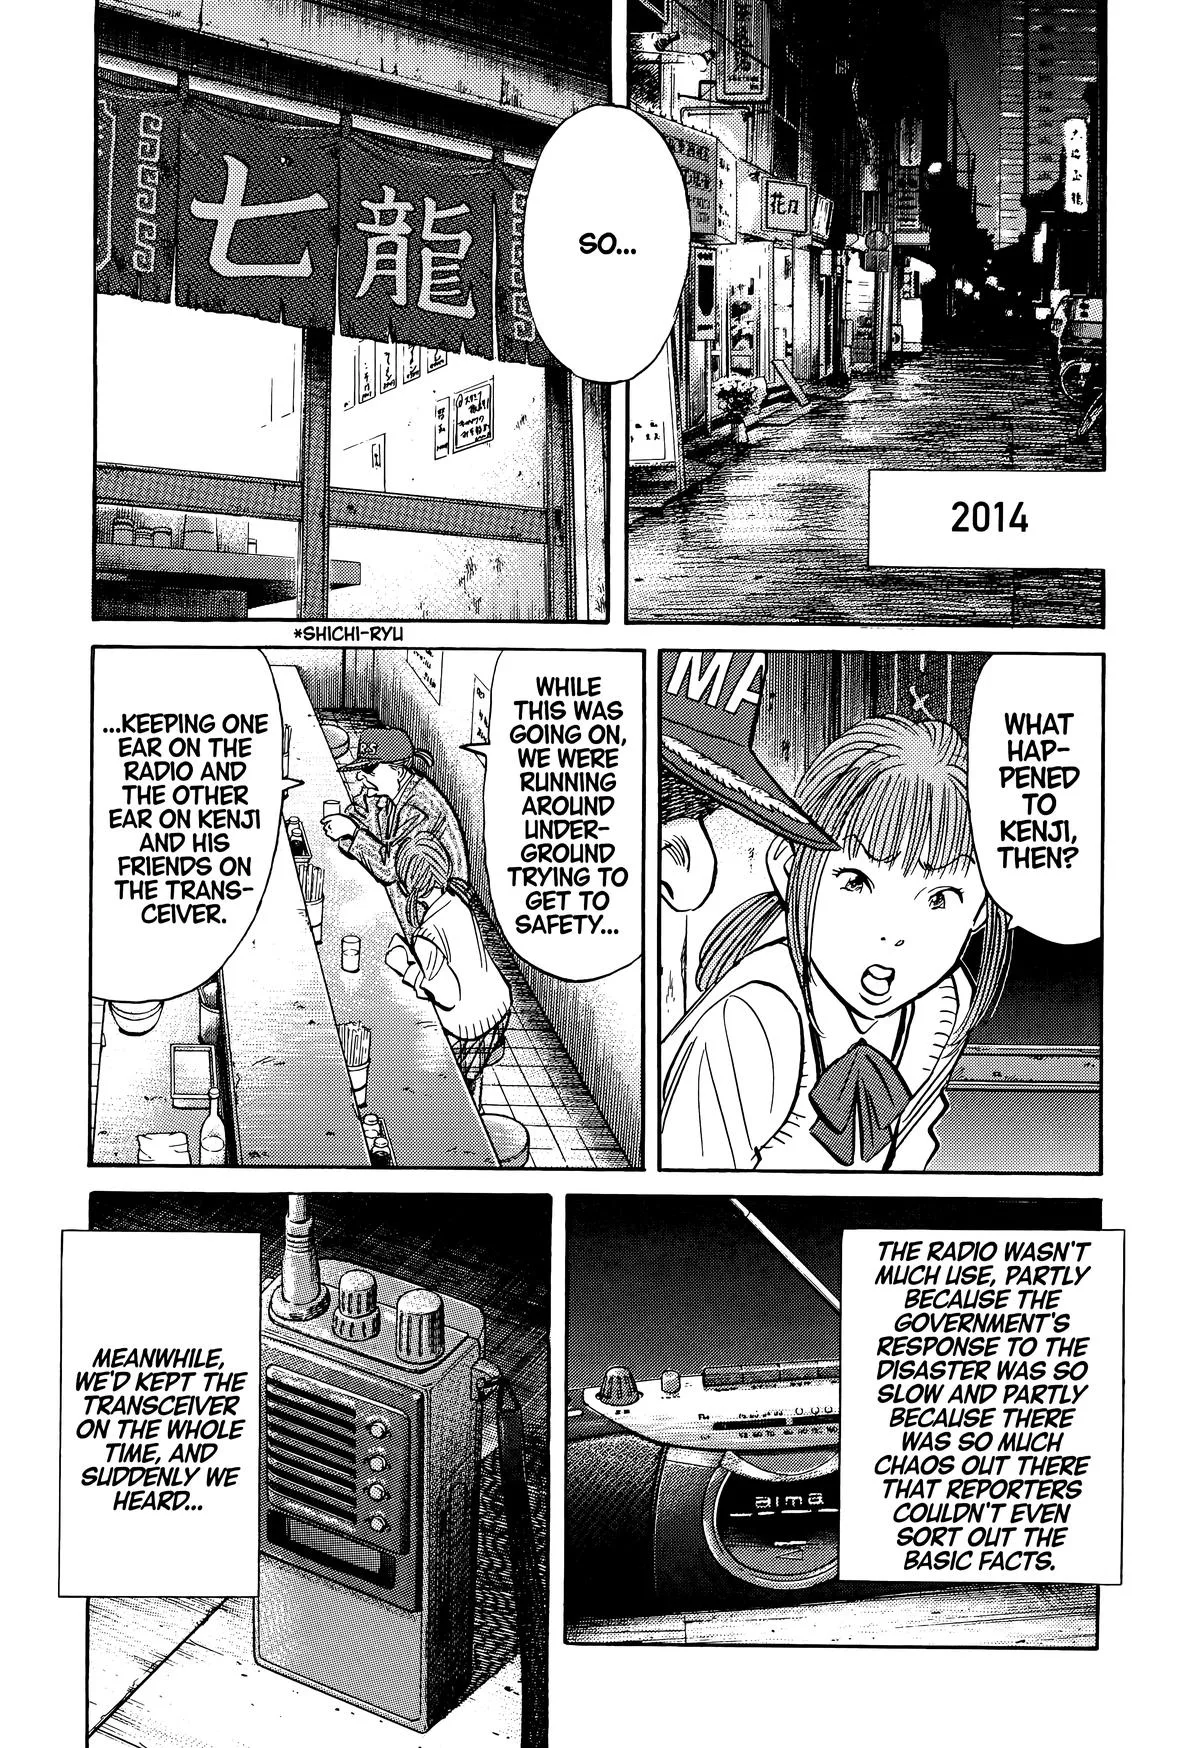 2014
花
七龍
SO...
*SHICHI-RYU
MA
WHAT
HAP-
PENED
TO
KENJI,
THEN?
WHILE
THIS WAS
GOING ON,
WE WERE
RUNNING
AROUND
UNDER-
GROUND
TRYING TO
GET TO
SAFETY...
...KEEPING ONE
EAR ON THE
RADIO AND
THE OTHER
EAR ON KENJI
AND HIS
FRIENDS ON
THE TRANS-
CEIVER.
THE RADIO WASN'T
MUCH USE, PARTLY
BECAUSE THE
GOVERNMENT'S
RESPONSE TO THE
DISASTER WAS SO
SLOW AND PARTLY
BECAUSE THERE
WAS SO MUCH
CHAOS OUT THERE
THAT REPORTERS
COULDN'T EVEN
SORT OUT THE
BASIC FACTS.
aima
MEANWHILE,
WE'D KEPT THE
TRANSCEIVER
ON THE WHOLE
TIME, AND
SUDDENLY WE
HEARD...